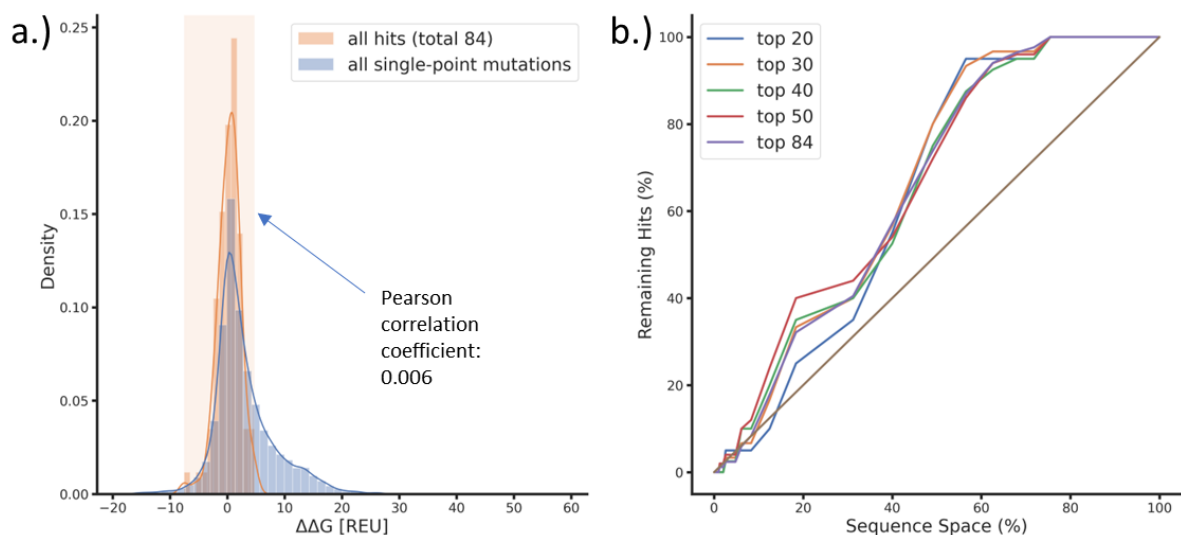 a.)
0.25
0.20
0.15
0.10
0.05
0.00
Density
−20
−10
0
10
20
30
40
50
60
ΔΔG [REU]
all hits (total 84)
all single-point mutations
Pearson
correlation
coefficient:
0.006
b.)
100
80
60
40
20
0
Remaining Hits (%)
0
20
40
60
80
100
Sequence Space (%)
top 20
top 30
top 40
top 50
top 84